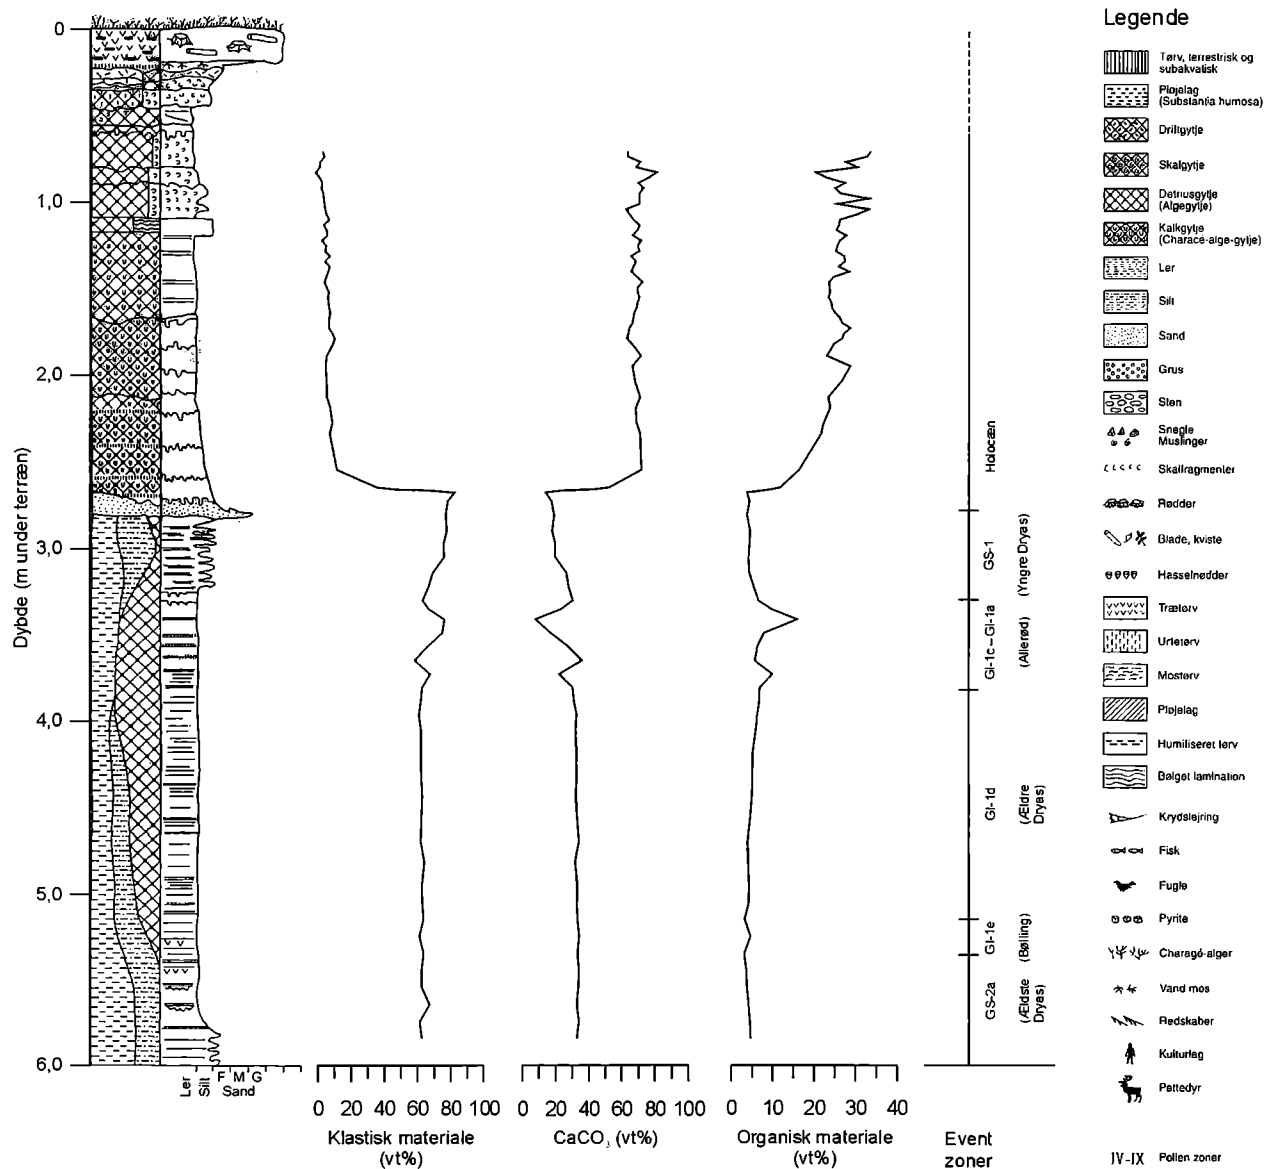 0
1,0
2,0
3,0
4,0
5,0
6,0
Dybde (m under terræn)
Ler
Silt
F M G
Sand
0 20 40 60 80 100
Klastisk materiale
(vt%)
0 20 40 60 80 100
CaCO₃ (vt%)
0 10 20 30 40
Organisk materiale
(vt%)
Holocæn
GS-1
(Yngre Dryas)
GI-1c–GI-1a
(Allerød)
GI-1d
(Ældre
Dryas)
GI-1e
(Bølling)
GS-2a
(Ældste
Dryas)
Event
zoner
Legende
Tørv, terrestrisk og
subakvatisk
Pløjelag
(Substantia humosa)
Driftgytje
Skalgytje
Detritusgytje
(Algegytje)
Kalkgytje
(Characé-alge-gytje)
Ler
Silt
Sand
Grus
Sten
Snegle
Muslinger
Skalfragmenter
Rødder
Blade, kviste
Hasselnødder
Trætørv
Urtetørv
Mostørv
Pløjelag
Humiliseret tørv
Bølget lamination
Krydslejring
Fisk
Fugle
Pyrite
Characé-alger
Vand mos
Redskaber
Kulturlag
Pattedyr
IV-IX Pollen zoner